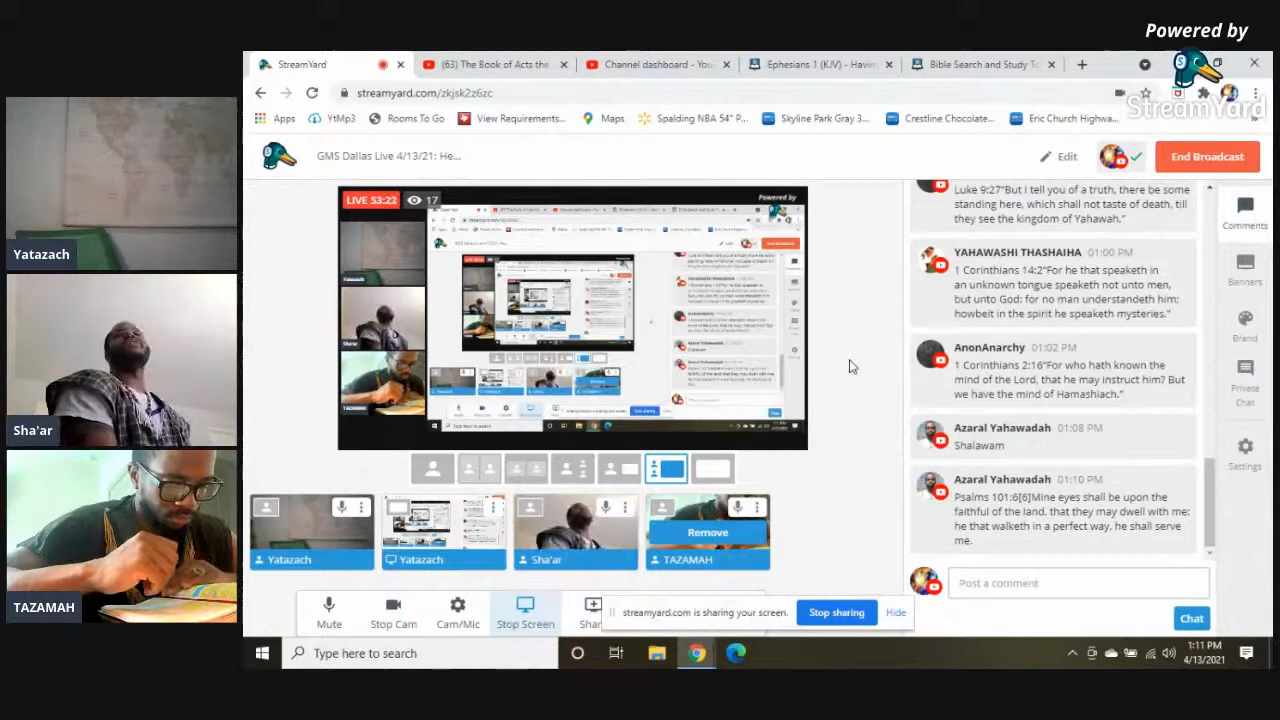 Powered by
StreamYard
Yatazach
Sha'ar
TAZAMAH
StreamYard
(63) The Book of Acts the
Channel dashboard - You
Ephesians 1 (KJV) - Havin
Bible Search and Study To
streamyard.com/zkjsk2z6zc
Apps
YtMp3
Rooms To Go
View Requirements...
Maps
Spalding NBA 54" P...
Skyline Park Gray 3...
Crestline Chocolate...
Eric Church Highwa...
GMS Dallas Live 4/13/21: He...
Edit
End Broadcast
LIVE 53:22
17
Powered by
Luke 9:27"But I tell you of a truth, there be some
standing here, which shall not taste of death, till
they see the kingdom of Yahawah."
YAHAWASHI THASHAIHA 01:00 PM
1 Corinthians 14:2"For he that speaketh in
an unknown tongue speaketh not unto men,
but unto God: for no man understandeth him;
howbeit in the spirit he speaketh mysteries."
AnonAnarchy 01:02 PM
1 Corinthians 2:16"For who hath known the
mind of the Lord, that he may instruct him? But
we have the mind of Hamashiach."
Azaral Yahawadah 01:08 PM
Shalawam
Azaral Yahawadah 01:10 PM
Psalms 101:6[6]Mine eyes shall be upon the
faithful of the land, that they may dwell with me:
he that walketh in a perfect way, he shall serve
me.
Post a comment
Chat
Comments
Banners
Brand
Private
Chat
Settings
Yatazach
Yatazach
Sha'ar
Remove
TAZAMAH
Mute
Stop Cam
Cam/Mic
Stop Screen
Shar
streamyard.com is sharing your screen.
Stop sharing
Hide
Type here to search
1:11 PM
4/13/2021